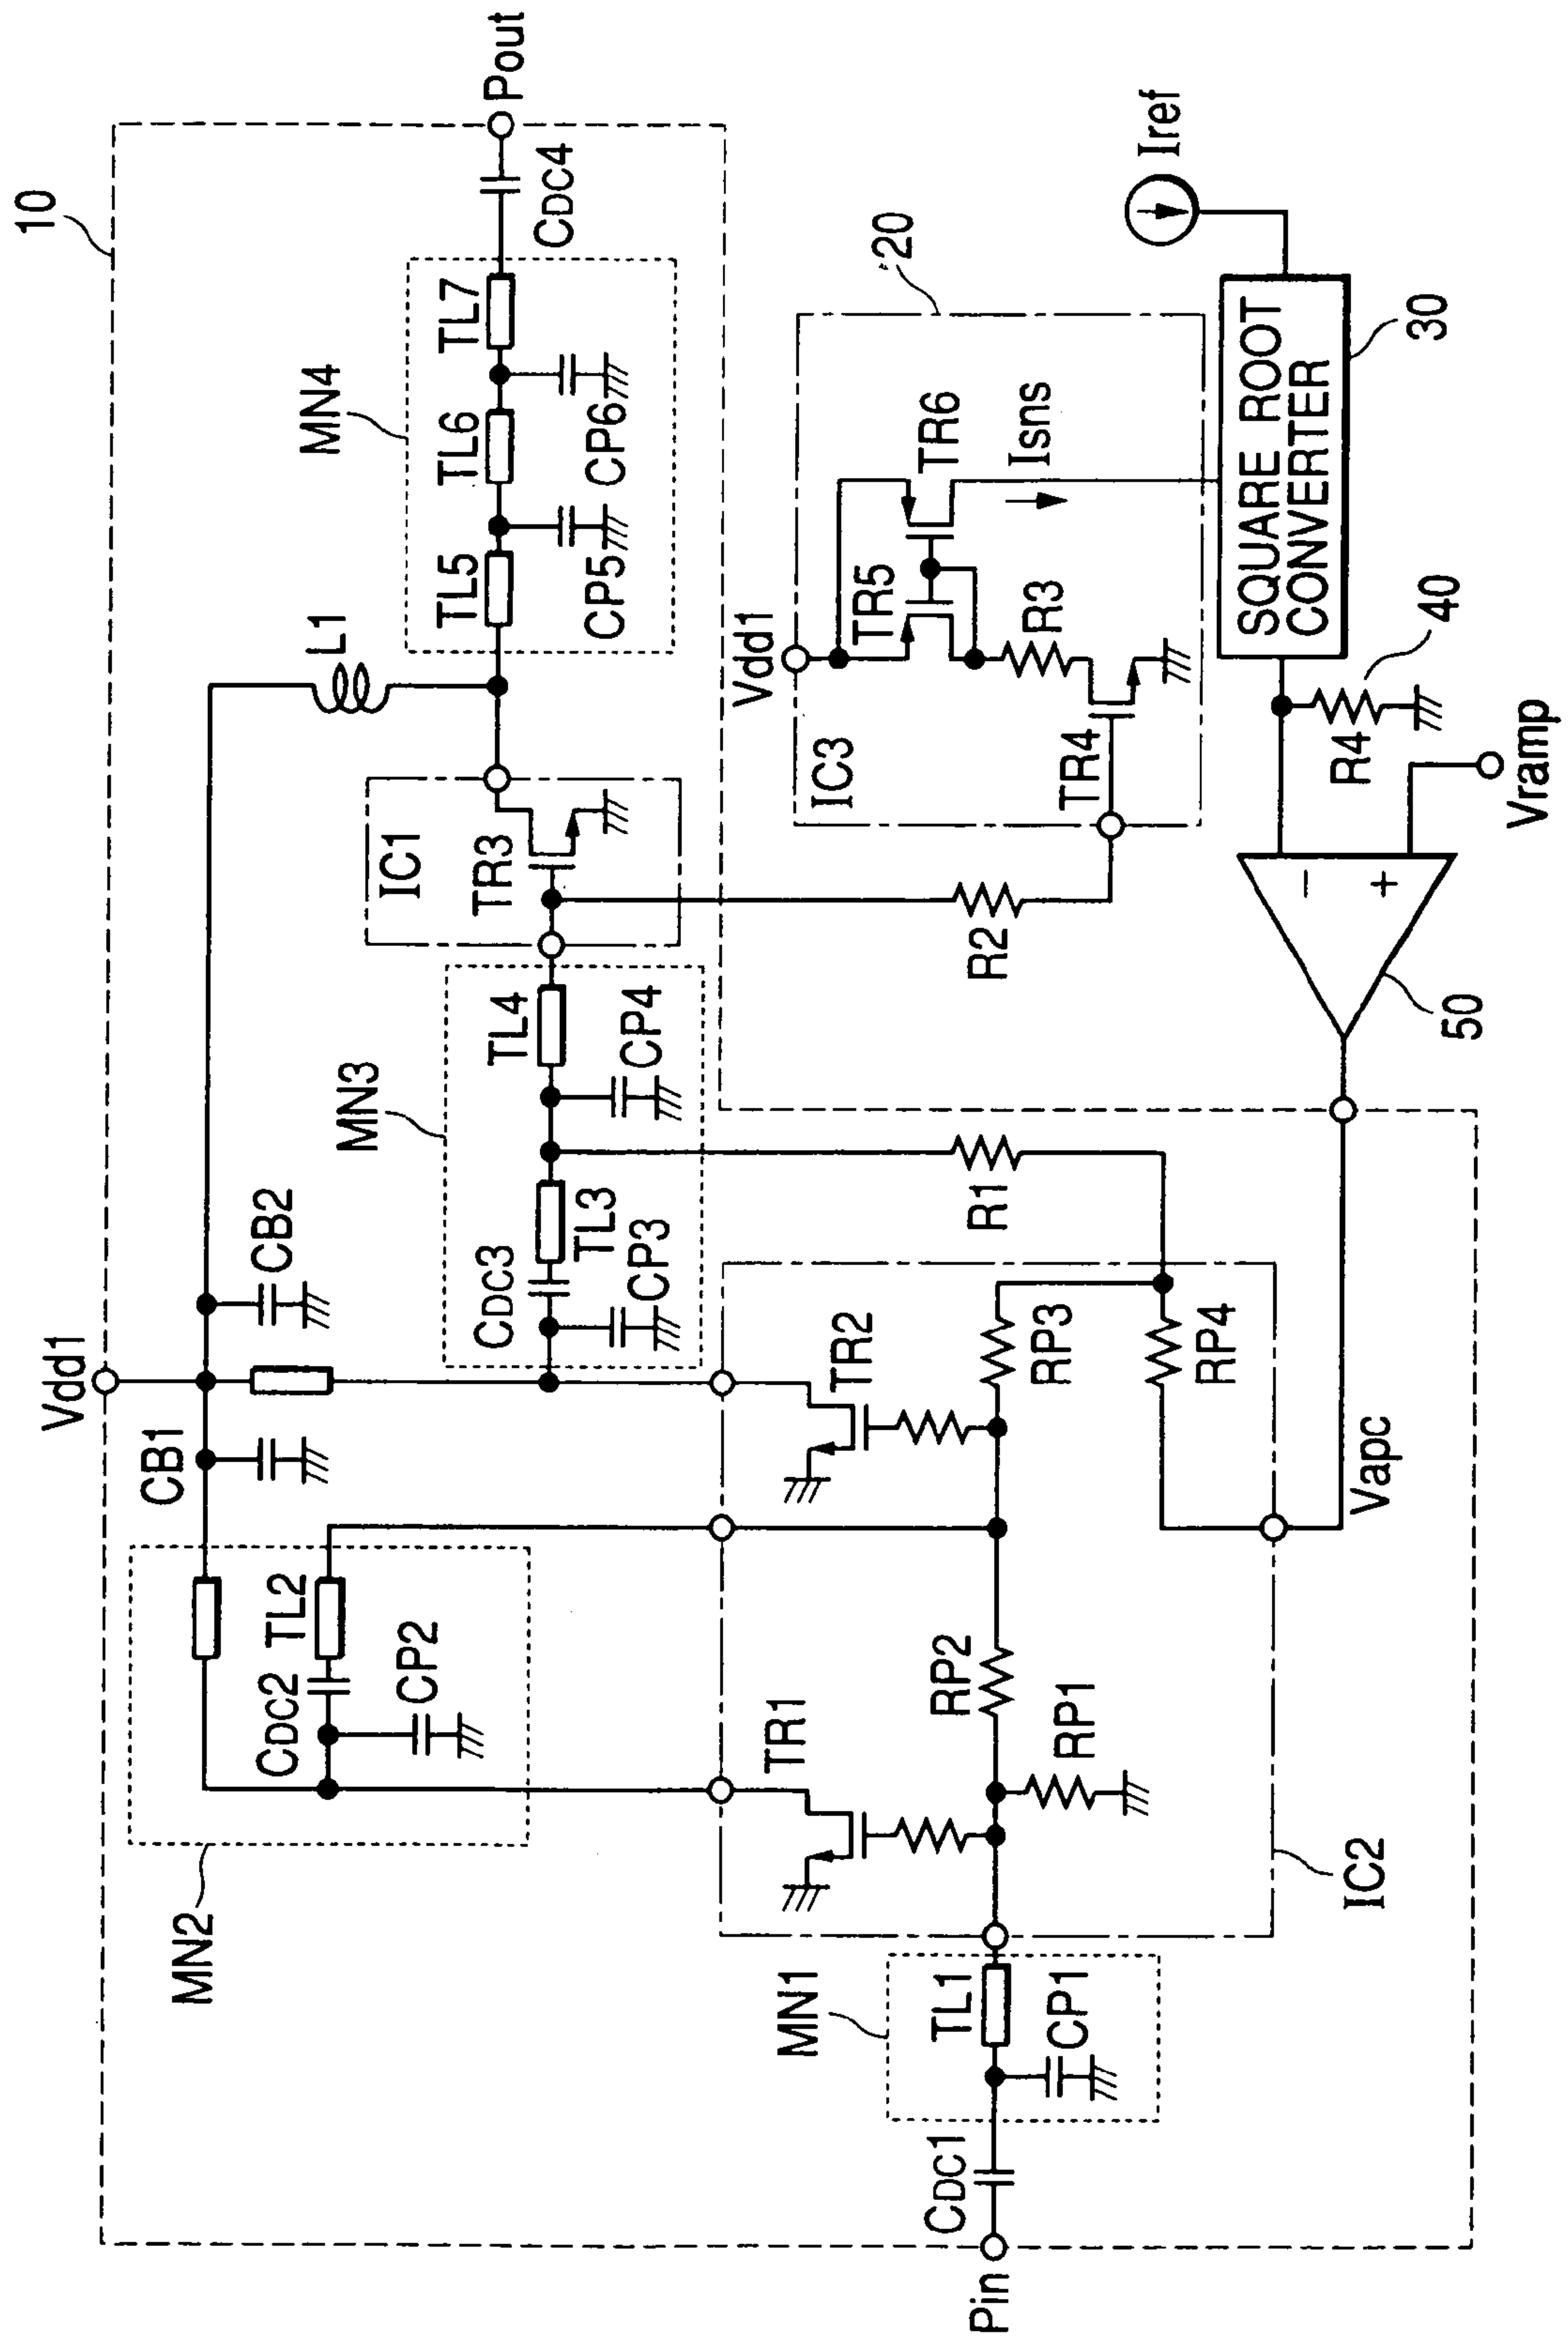 10
Vdd1
CB1
CB2
L1
MN2
TL2
CDC2
CP2
MN3
CDC3
TL3
CP3
TL4
CP4
IC1
TR3
MN4
TL5
TL6
TL7
CP5
CP6
CDC4
Pout
Pin
CDC1
MN1
TL1
CP1
TR1
RP1
RP2
TR2
RP3
RP4
IC2
Vapc
R1
R2
20
Vdd1
IC3
TR5
TR6
R3
TR4
Isns
Iref
SQUARE ROOT
CONVERTER
30
R4
40
−
+
50
Vramp